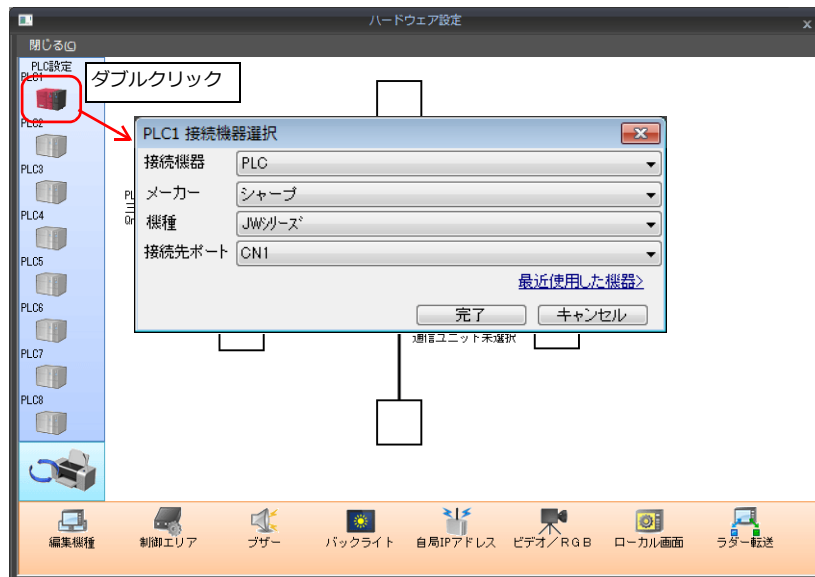 ハードウェア設定
x
閉じる(C)
PLC設定
PLC1
ダブルクリック
PLC2
PLC3
PLC4
PLC5
PLC6
PLC7
PLC8
PL
三
Qr
PLC1 接続機器選択
接続機器 PLC
メーカー シャープ
機種 JWｼﾘｰｽﾞ
接続先ポート CN1
最近使用した機器>
完了 キャンセル
通信ユニット未選択
編集機種 制御エリア ブザー バックライト 自局IPアドレス ビデオ／ＲＧＢ ローカル画面 ラダー転送